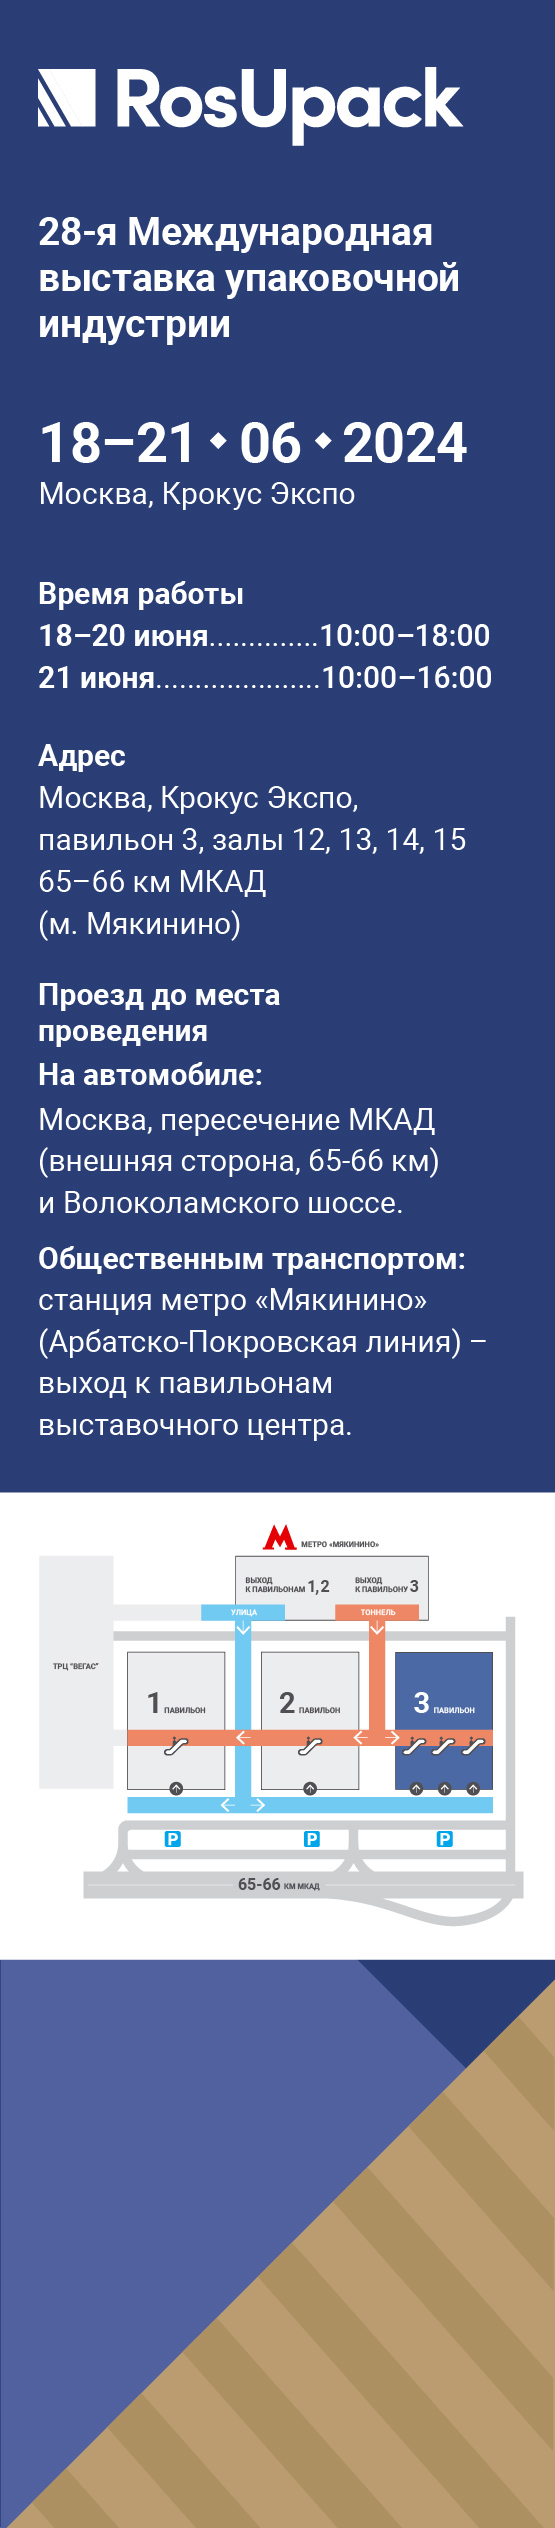 RosUpack
28-я Международная
выставка упаковочной
индустрии
18–21 • 06 • 2024
Москва, Крокус Экспо
Время работы
18–20 июня..............10:00–18:00
21 июня.....................10:00–16:00
Адрес
Москва, Крокус Экспо,
павильон 3, залы 12, 13, 14, 15
65–66 км МКАД
(м. Мякинино)
Проезд до места
проведения
На автомобиле:
Москва, пересечение МКАД
(внешняя сторона, 65-66 км)
и Волоколамского шоссе.
Общественным транспортом:
станция метро «Мякинино»
(Арбатско-Покровская линия) –
выход к павильонам
выставочного центра.
М МЕТРО «МЯКИНИНО»
ВЫХОД
К ПАВИЛЬОНАМ 1,2
ВЫХОД
К ПАВИЛЬОНУ 3
УЛИЦА
ТОННЕЛЬ
ТРЦ "ВЕГАС"
1 ПАВИЛЬОН
2 ПАВИЛЬОН
3 ПАВИЛЬОН
P
P
P
65-66 КМ МКАД